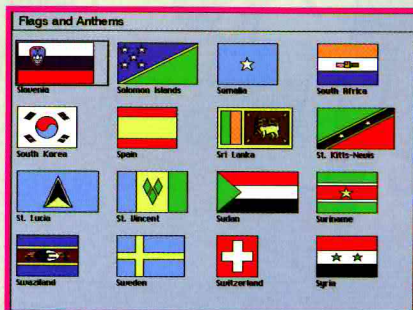 Flags and Anthems
Slovenia Solomon Islands Somalia South Africa
South Korea Spain Sri Lanka St. Kitts-Nevis
St. Lucia St. Vincent Sudan Suriname
Swaziland Sweden Switzerland Syria